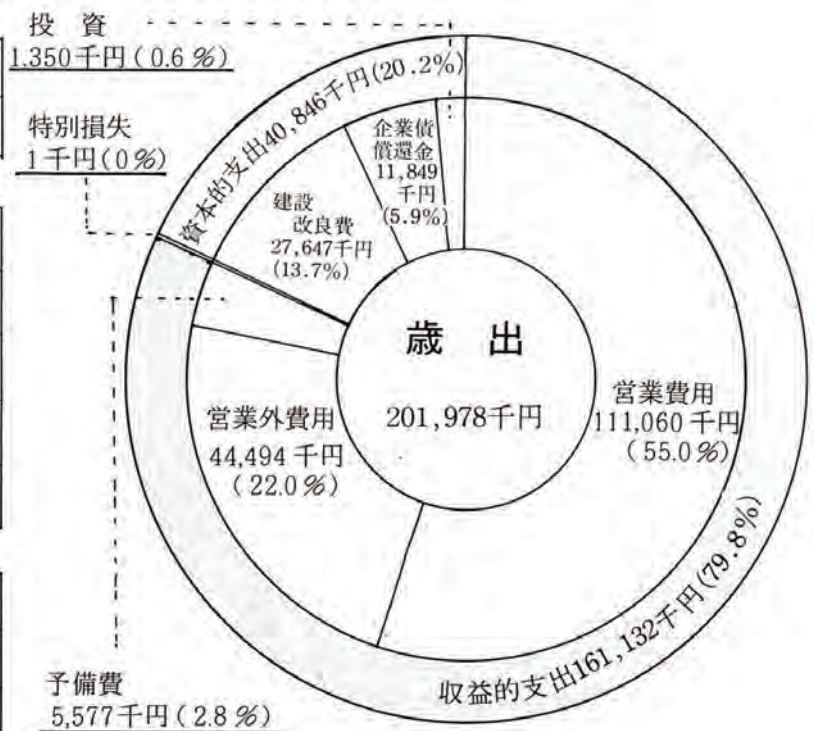 投資
1.350千円(0.6%)
特別損失
1千円(0%)
資本的支出40,846千円(20.2%)
企業債
償還金
11,849
千円
(5.9%)
建設
改良費
27,647千円
(13.7%)
歳出
201,978千円
営業費用
111,060千円
(55.0%)
営業外費用
44,494千円
(22.0%)
収益的支出161,132千円(79.8%)
予備費
5,577千円(2.8%)